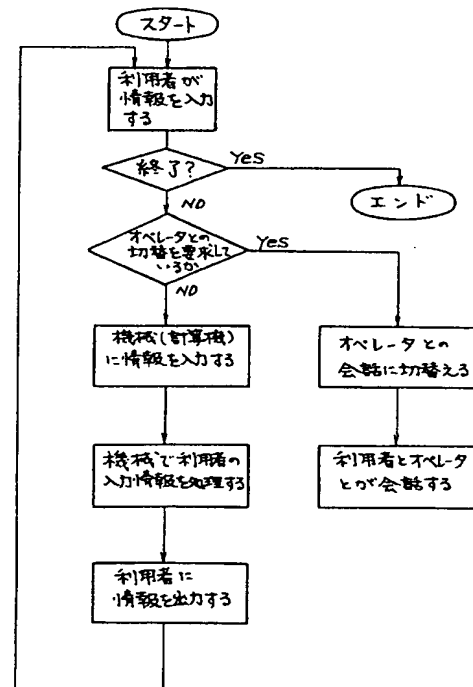 スタート
利用者が
情報を入力
する
終了?
Yes
エンド
NO
オペレータとの
切替を要求して
いるか
Yes
NO
機械(計算機)
に情報を入力する
オペレータとの
会話に切替える
機械で利用者の
入力情報を処理する
利用者とオペレータ
とが会話する
利用者に
情報を出力する